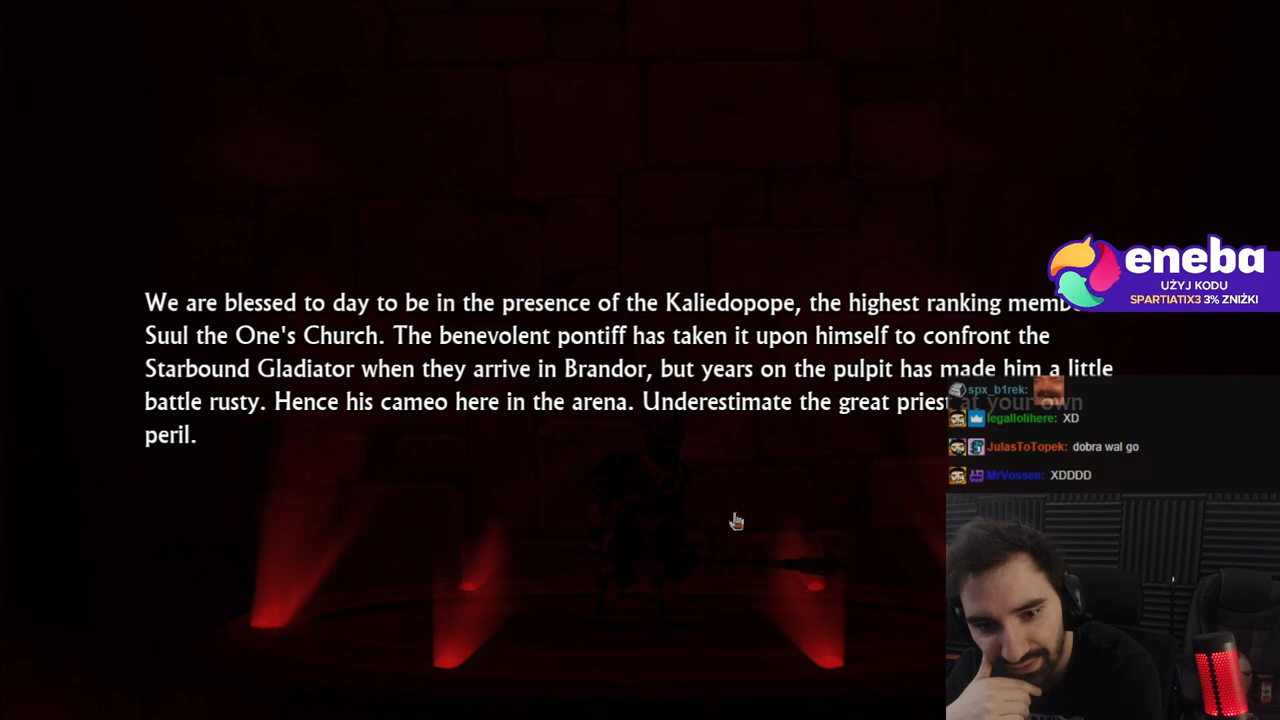 We are blessed to day to be in the presence of the Kaliedopope, the highest ranking
Suul the One's Church. The benevolent pontiff has taken it upon himself to confront the
Starbound Gladiator when they arrive in Brandor, but years on the pulpit has made him a little
battle rusty. Hence his cameo here in the arena. Underestimate the great priest at your own
peril.
eneba
UŻYJ KODU
SPARTIATIX3 3% ZNIŻKI
spx_b1rek:
legallolihere: XD
JulasToTopek: dobra wal go
MrVossen: XDDDD